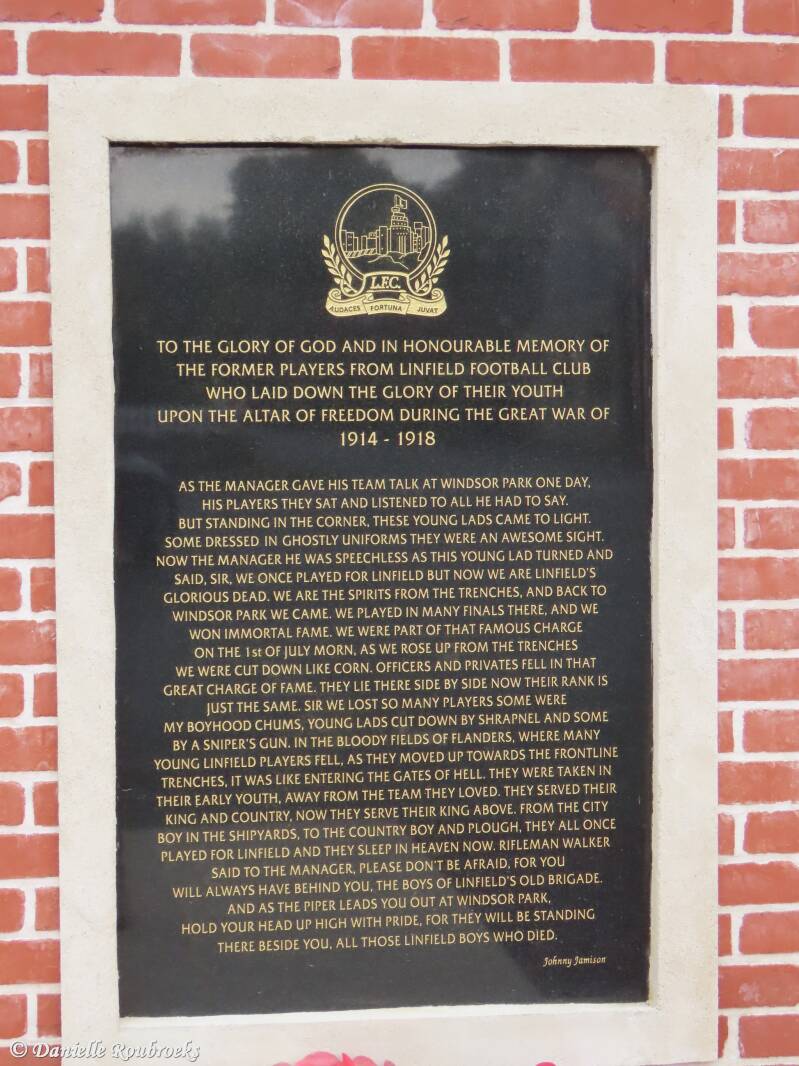 L.F.C.
AUDACES FORTUNA JUVAT
TO THE GLORY OF GOD AND IN HONOURABLE MEMORY OF
THE FORMER PLAYERS FROM LINFIELD FOOTBALL CLUB
WHO LAID DOWN THE GLORY OF THEIR YOUTH
UPON THE ALTAR OF FREEDOM DURING THE GREAT WAR OF
1914 - 1918
AS THE MANAGER GAVE HIS TEAM TALK AT WINDSOR PARK ONE DAY,
HIS PLAYERS THEY SAT AND LISTENED TO ALL HE HAD TO SAY.
BUT STANDING IN THE CORNER, THESE YOUNG LADS CAME TO LIGHT.
SOME DRESSED IN GHOSTLY UNIFORMS THEY WERE AN AWESOME SIGHT.
NOW THE MANAGER HE WAS SPEECHLESS AS THIS YOUNG LAD TURNED AND
SAID, SIR, WE ONCE PLAYED FOR LINFIELD BUT NOW WE ARE LINFIELD'S
GLORIOUS DEAD. WE ARE THE SPIRITS FROM THE TRENCHES, AND BACK TO
WINDSOR PARK WE CAME. WE PLAYED IN MANY FINALS THERE, AND WE
WON IMMORTAL FAME. WE WERE PART OF THAT FAMOUS CHARGE
ON THE 1st OF JULY MORN, AS WE ROSE UP FROM THE TRENCHES
WE WERE CUT DOWN LIKE CORN. OFFICERS AND PRIVATES FELL IN THAT
GREAT CHARGE OF FAME. THEY LIE THERE SIDE BY SIDE NOW THEIR RANK IS
JUST THE SAME. SIR WE LOST SO MANY PLAYERS SOME WERE
MY BOYHOOD CHUMS, YOUNG LADS CUT DOWN BY SHRAPNEL AND SOME
BY A SNIPER'S GUN. IN THE BLOODY FIELDS OF FLANDERS, WHERE MANY
YOUNG LINFIELD PLAYERS FELL, AS THEY MOVED UP TOWARDS THE FRONTLINE
TRENCHES, IT WAS LIKE ENTERING THE GATES OF HELL. THEY WERE TAKEN IN
THEIR EARLY YOUTH, AWAY FROM THE TEAM THEY LOVED. THEY SERVED THEIR
KING AND COUNTRY, NOW THEY SERVE THEIR KING ABOVE. FROM THE CITY
BOY IN THE SHIPYARDS, TO THE COUNTRY BOY AND PLOUGH, THEY ALL ONCE
PLAYED FOR LINFIELD AND THEY SLEEP IN HEAVEN NOW. RIFLEMAN WALKER
SAID TO THE MANAGER, PLEASE DON'T BE AFRAID, FOR YOU
WILL ALWAYS HAVE BEHIND YOU, THE BOYS OF LINFIELD'S OLD BRIGADE.
AND AS THE PIPER LEADS YOU OUT AT WINDSOR PARK,
HOLD YOUR HEAD UP HIGH WITH PRIDE, FOR THEY WILL BE STANDING
THERE BESIDE YOU, ALL THOSE LINFIELD BOYS WHO DIED.
Johnny Jamison
© Danielle Roubroeks